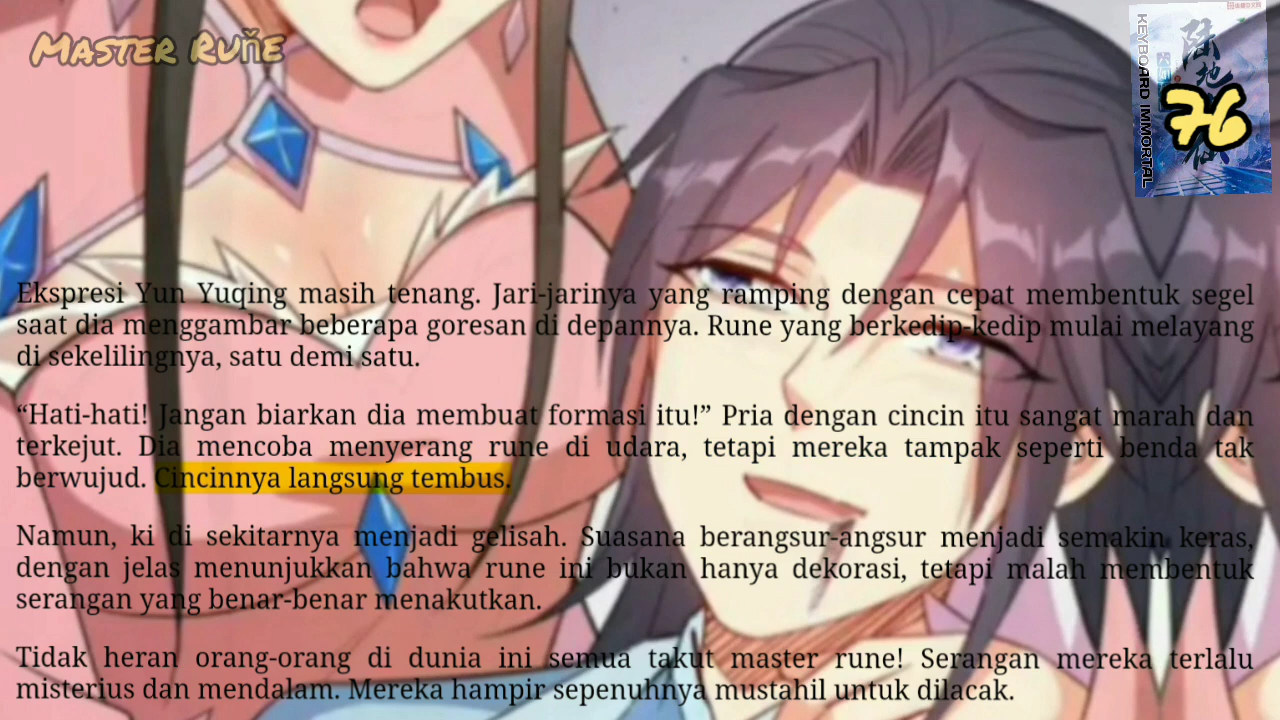 Master Rune
KEYBOARD IMMORTAL
76
Ekspresi Yun Yuqing masih tenang. Jari-jarinya yang ramping dengan cepat membentuk segel
saat dia menggambar beberapa goresan di depannya. Rune yang berkedip-kedip mulai melayang
di sekelilingnya, satu demi satu.
“Hati-hati! Jangan biarkan dia membuat formasi itu!” Pria dengan cincin itu sangat marah dan
terkejut. Dia mencoba menyerang rune di udara, tetapi mereka tampak seperti benda tak
berwujud. Cincinnya langsung tembus.
Namun, ki di sekitarnya menjadi gelisah. Suasana berangsur-angsur menjadi semakin keras,
dengan jelas menunjukkan bahwa rune ini bukan hanya dekorasi, tetapi malah membentuk
serangan yang benar-benar menakutkan.
Tidak heran orang-orang di dunia ini semua takut master rune! Serangan mereka terlalu
misterius dan mendalam. Mereka hampir sepenuhnya mustahil untuk dilacak.